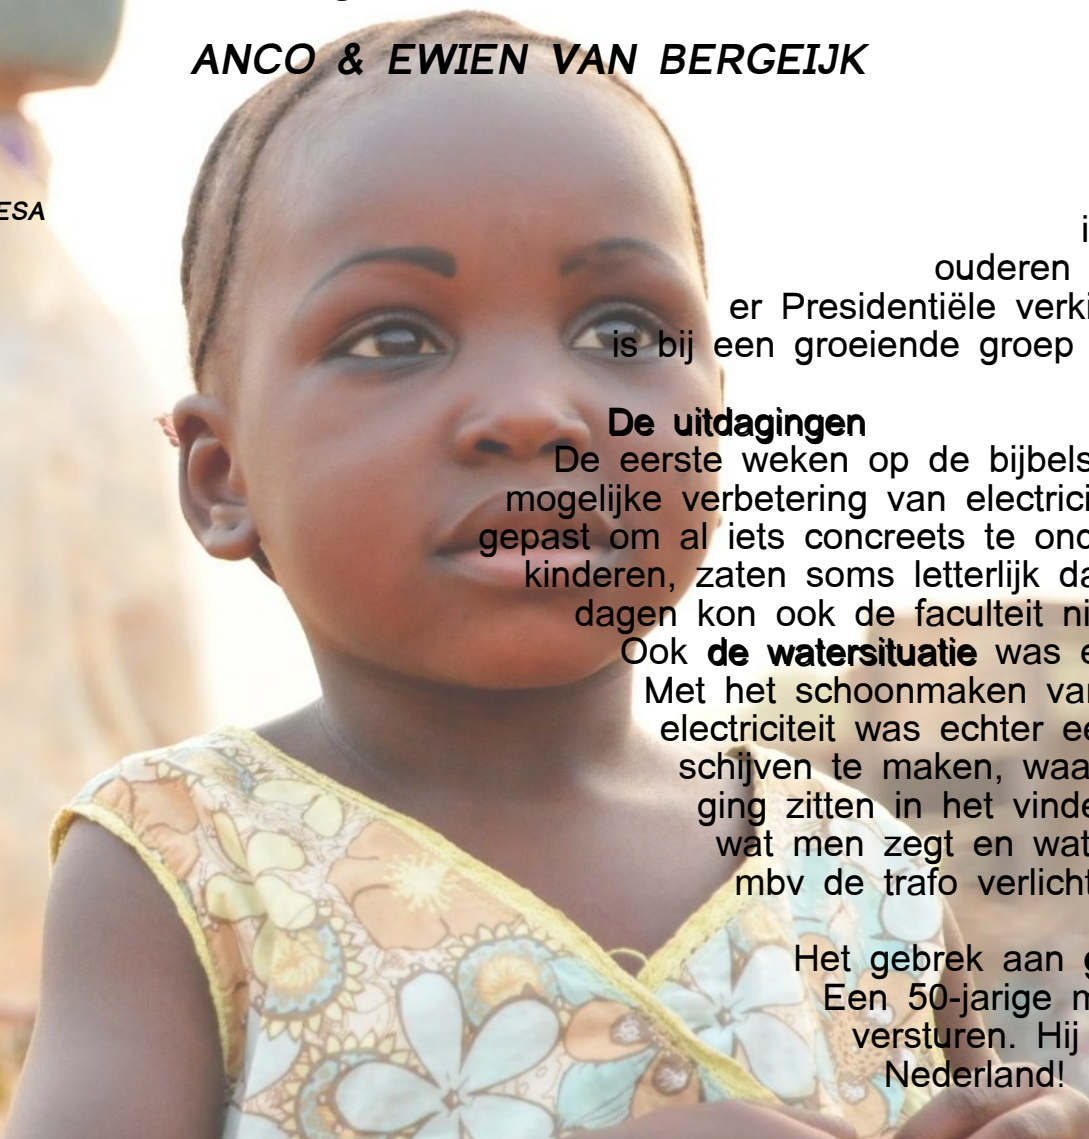 ANCO & EWIEN VAN BERGEIJK
ESA
ouderen
er Presidentiële verki
is bij een groeiende groep
De uitdagingen
De eerste weken op de bijbels
mogelijke verbetering van electrici
gepast om al iets concreets te ond
kinderen, zaten soms letterlijk da
dagen kon ook de faculteit ni
Ook de watersituatie was e
Met het schoonmaken van
electriciteit was echter ee
schijven te maken, waa
ging zitten in het vinde
wat men zegt en wat
mbv de trafo verlicht
Het gebrek aan g
Een 50-jarige m
versturen. Hij
Nederland!